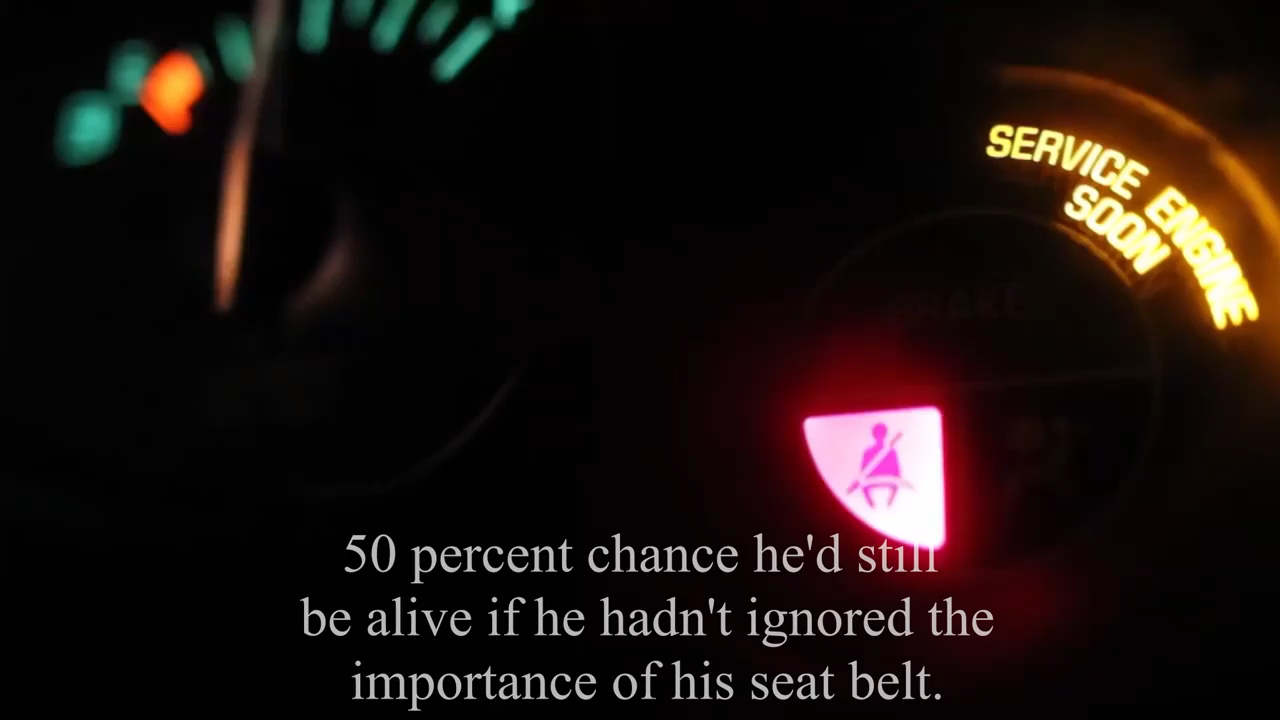 SERVICE ENGINE
SOON
BRAKE
50 percent chance he'd still
be alive if he hadn't ignored the
importance of his seat belt.